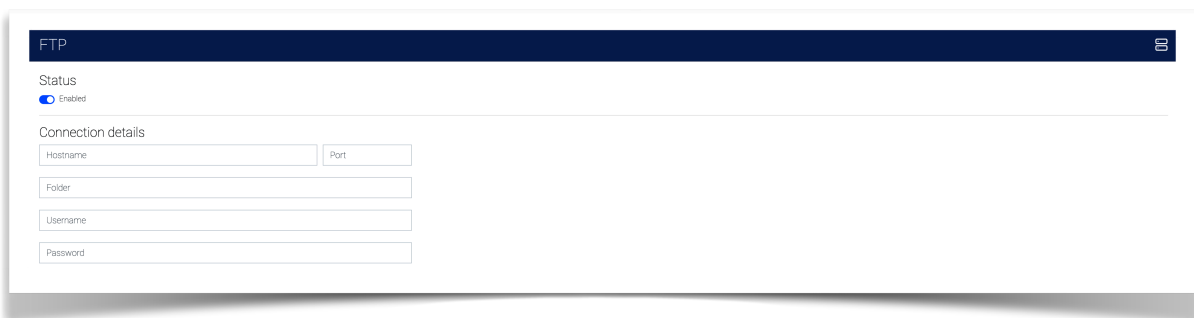 FTP
Status
Enabled
Connection details
Hostname Port
Folder
Username
Password